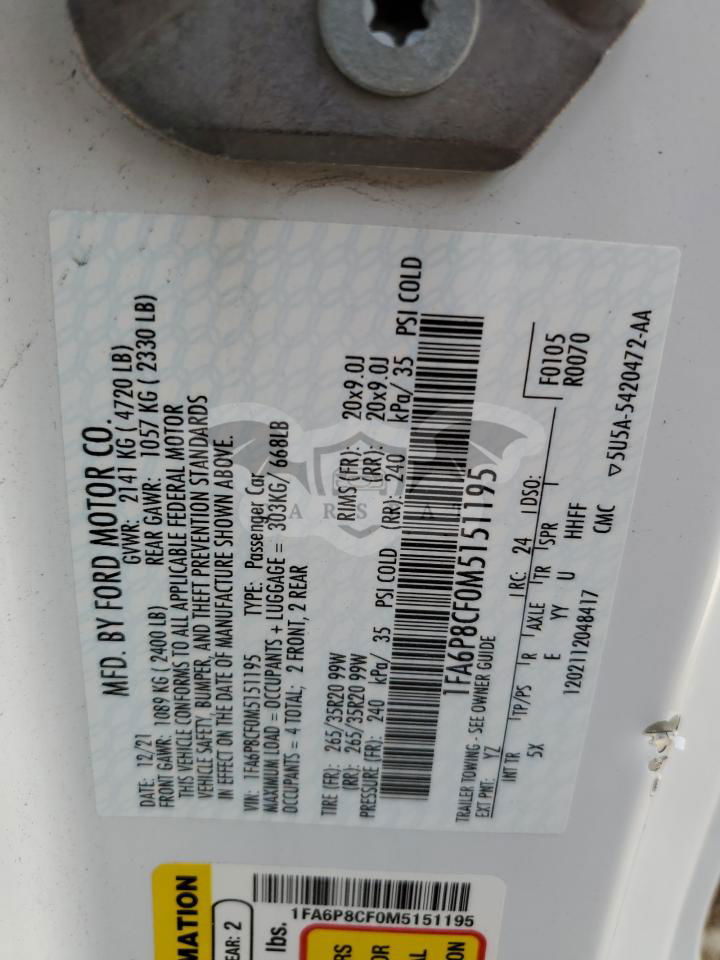 MFD. BY FORD MOTOR CO.
DATE: 12/21 GVWR: 2141 KG ( 4720 LB)
FRONT GAWR: 1089 KG ( 2400 LB) REAR GAWR: 1057 KG ( 2330 LB)
THIS VEHICLE CONFORMS TO ALL APPLICABLE FEDERAL MOTOR
VEHICLE SAFETY, BUMPER, AND THEFT PREVENTION STANDARDS
IN EFFECT ON THE DATE OF MANUFACTURE SHOWN ABOVE.
VIN: 1FA6P8CF0M5151195 TYPE: Passenger Car
MAXIMUM LOAD = OCCUPANTS + LUGGAGE = 303KG/ 668LB
OCCUPANTS = 4 TOTAL; 2 FRONT, 2 REAR
TIRE (FR): 265/35R20 99W RIMS (FR): 20x9.0J
(RR): 265/35R20 99W (RR): 20x9.0J
PRESSURE (FR): 240 kPa/ 35 PSI COLD (RR): 240 kPa/ 35 PSI COLD
1FA6P8CF0M5151195
TRAILER TOWING - SEE OWNER GUIDE
EXT PNT: YZ RC: 24 DSO:
F0105
R0070
INT TR TP/PS R AXLE TR SPR
5X E YY U HHFF
1202112048417 CMC ▽5U5A-5420472-AA
1FA6P8CF0M5151195
MATION
EAR: 2
lbs.